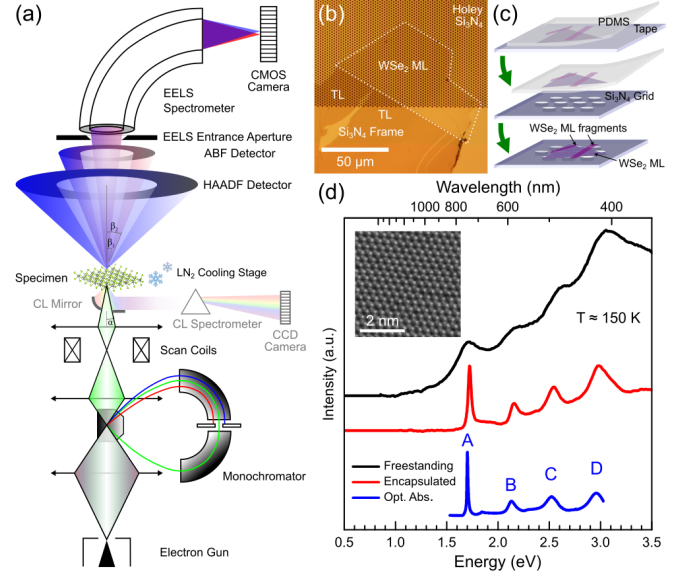 (a)
CMOS
Camera
EELS
Spectrometer
EELS Entrance Aperture
ABF Detector
HAADF Detector
β₂
β₁
Specimen
LN₂ Cooling Stage
CL Mirror
CL Spectrometer
CCD
Camera
α
Scan Coils
Monochromator
Electron Gun
(b)
Holey
Si₃N₄
WSe₂ ML
TL
TL
Si₃N₄ Frame
50 µm
(c)
PDMS
Tape
Si₃N₄ Grid
WSe₂ ML fragments
WSe₂ ML
(d)
Wavelength (nm)
1000 800 600 400
2 nm
T ≈ 150 K
Intensity (a.u.)
A
B
C
D
Freestanding
Encapsulated
Opt. Abs.
0.5 1.0 1.5 2.0 2.5 3.0 3.5
Energy (eV)